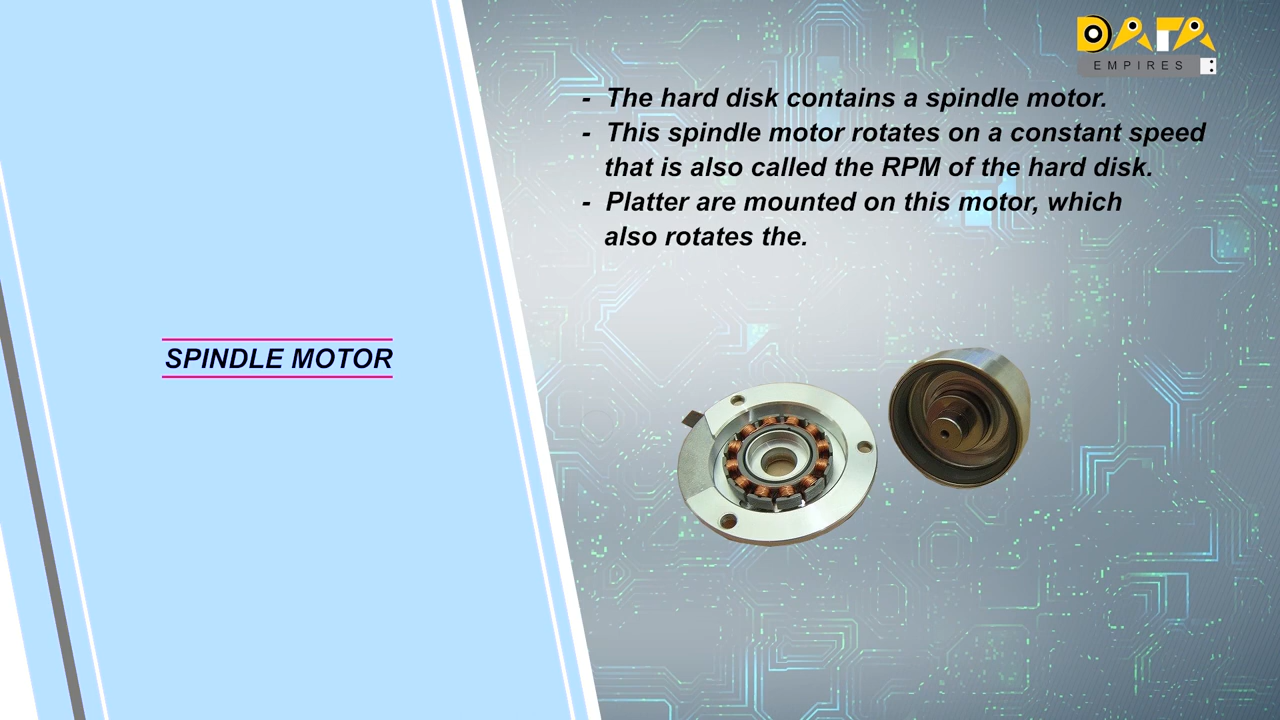 DATA
EMPIRES
- The hard disk contains a spindle motor.
- This spindle motor rotates on a constant speed
that is also called the RPM of the hard disk.
- Platter are mounted on this motor, which
also rotates the.
SPINDLE MOTOR